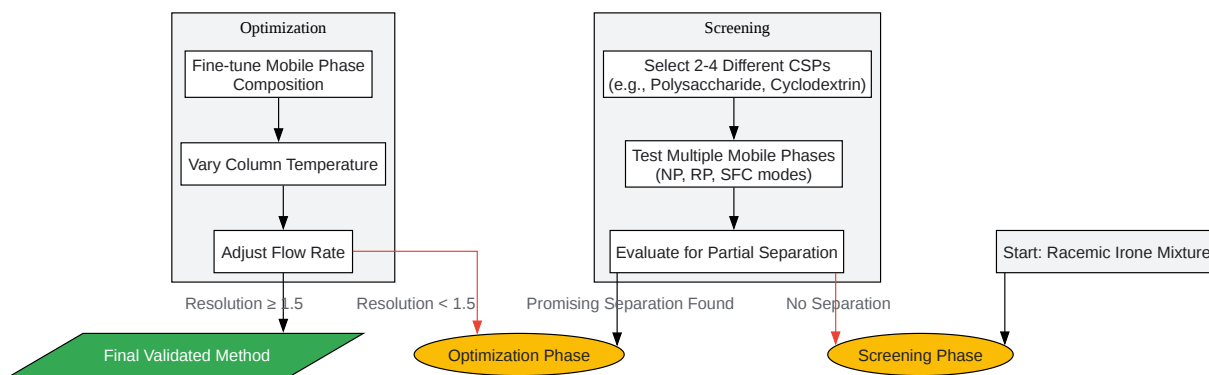 Optimization
Fine-tune Mobile Phase
Composition
Vary Column Temperature
Adjust Flow Rate
Resolution ≥ 1.5
Resolution < 1.5
Final Validated Method
Screening
Select 2-4 Different CSPs
(e.g., Polysaccharide, Cyclodextrin)
Test Multiple Mobile Phases
(NP, RP, SFC modes)
Evaluate for Partial Separation
Promising Separation Found
No Separation
Optimization Phase
Start: Racemic Irone Mixture
Screening Phase